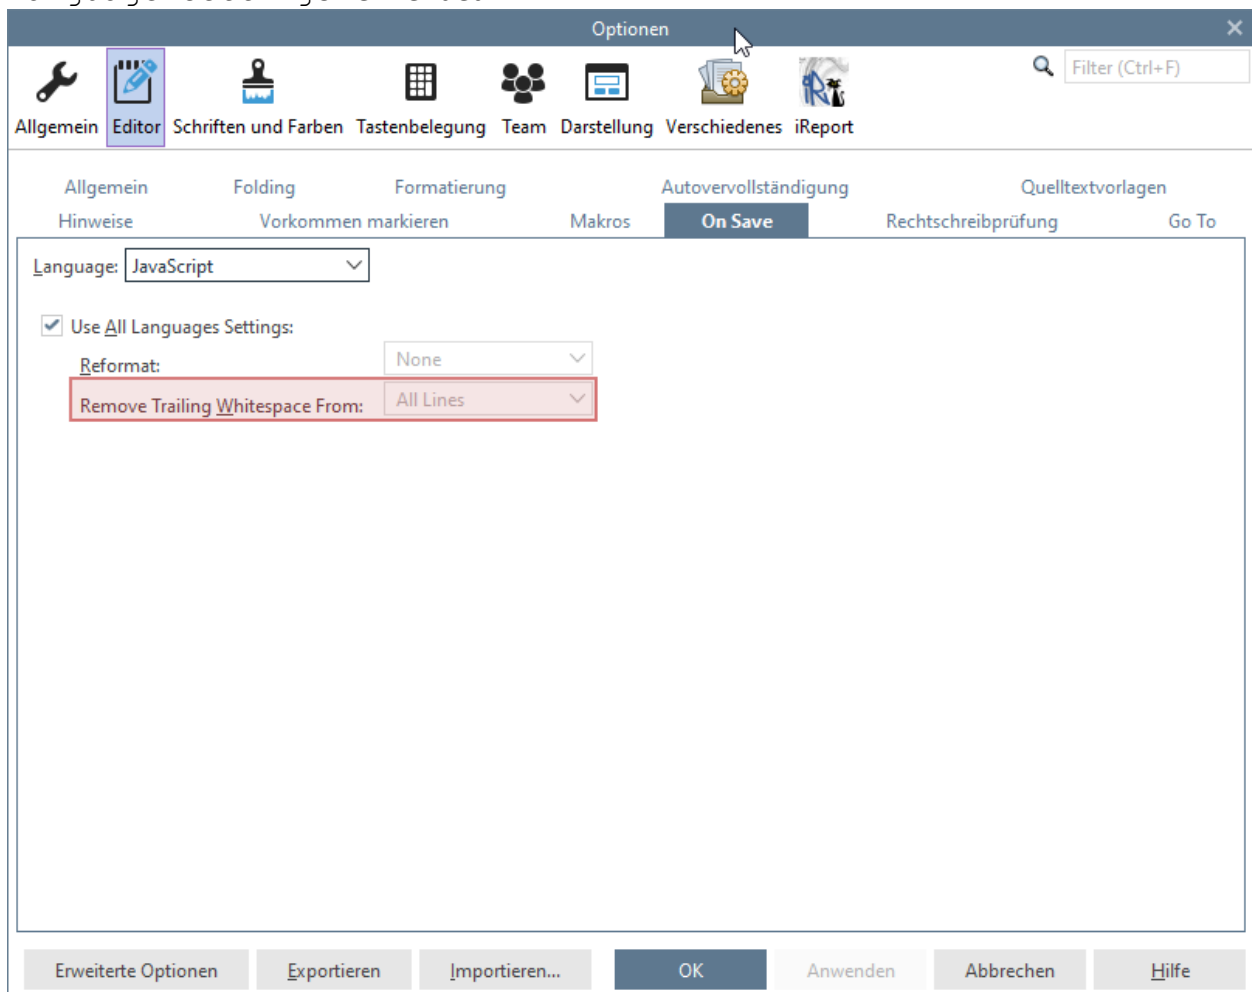 Optionen
Filter (Ctrl+F)
Allgemein Editor Schriften und Farben Tastenbelegung Team Darstellung Verschiedenes iReport
Allgemein Folding Formatierung Autovervollständigung Quelltextvorlagen
Hinweise Vorkommen markieren Makros On Save Rechtschreibprüfung Go To
Language: JavaScript
Use All Languages Settings:
Reformat: None
Remove Trailing Whitespace From: All Lines
Erweiterte Optionen Exportieren Importieren... OK Anwenden Abbrechen Hilfe